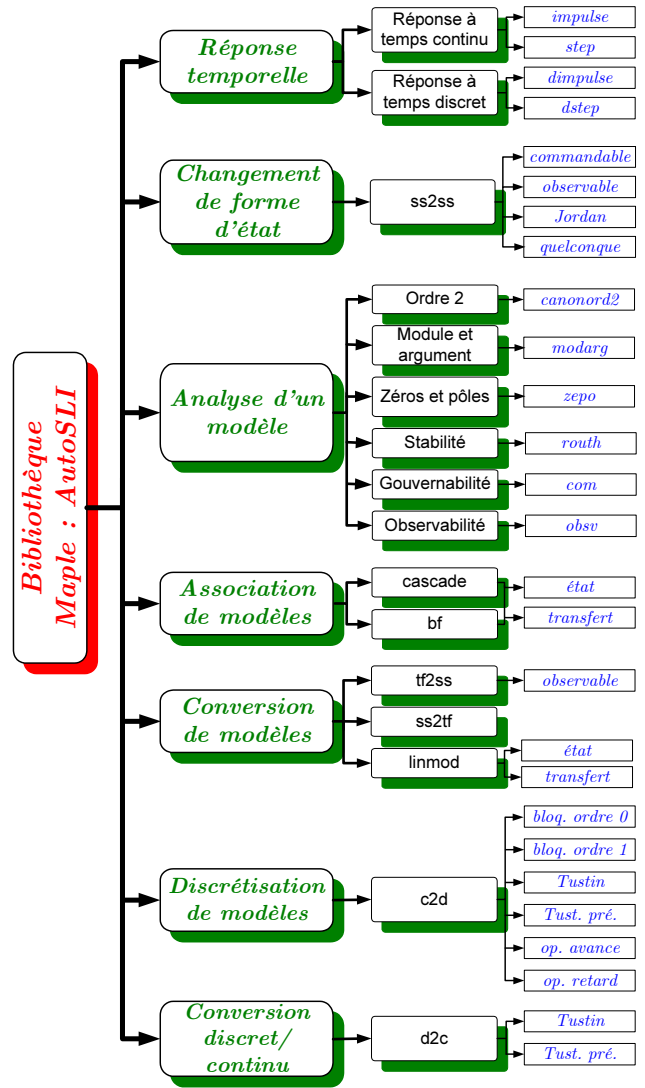 Bibliothèque
Maple : AutoSLI
Réponse
temporelle
Réponse à
temps continu
impulse
step
Réponse à
temps discret
dimpulse
dstep
Changement
de forme
d'état
ss2ss
commandable
observable
Jordan
quelconque
Analyse d'un
modèle
Ordre 2
canonord2
Module et
argument
modarg
Zéros et pôles
zepo
Stabilité
routh
Gouvernabilité
com
Observabilité
obsv
Association
de modèles
cascade
bf
état
transfert
Conversion
de modèles
tf2ss
observable
ss2tf
linmod
état
transfert
Discrétisation
de modèles
c2d
bloq. ordre 0
bloq. ordre 1
Tustin
Tust. pré.
op. avance
op. retard
Conversion
discret/
continu
d2c
Tustin
Tust. pré.